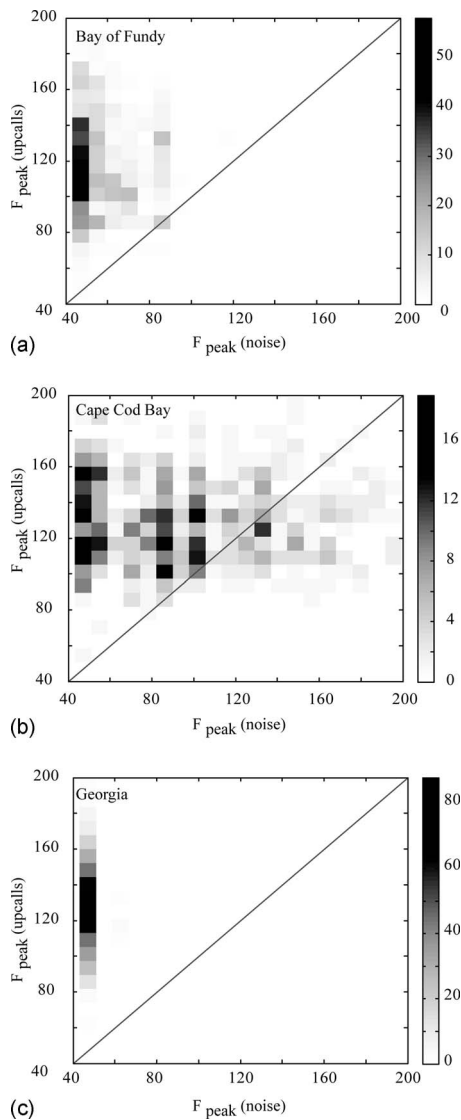 200
Bay of Fundy
160
120
80
40
F peak (upcalls)
50
40
30
20
10
0
40 80 120 160 200
F peak (noise)
(a)
200
Cape Cod Bay
160
120
80
40
F peak (upcalls)
16
12
8
4
0
40 80 120 160 200
F peak (noise)
(b)
200
Georgia
160
120
80
40
F peak (upcalls)
80
60
40
20
0
40 80 120 160 200
F peak (noise)
(c)